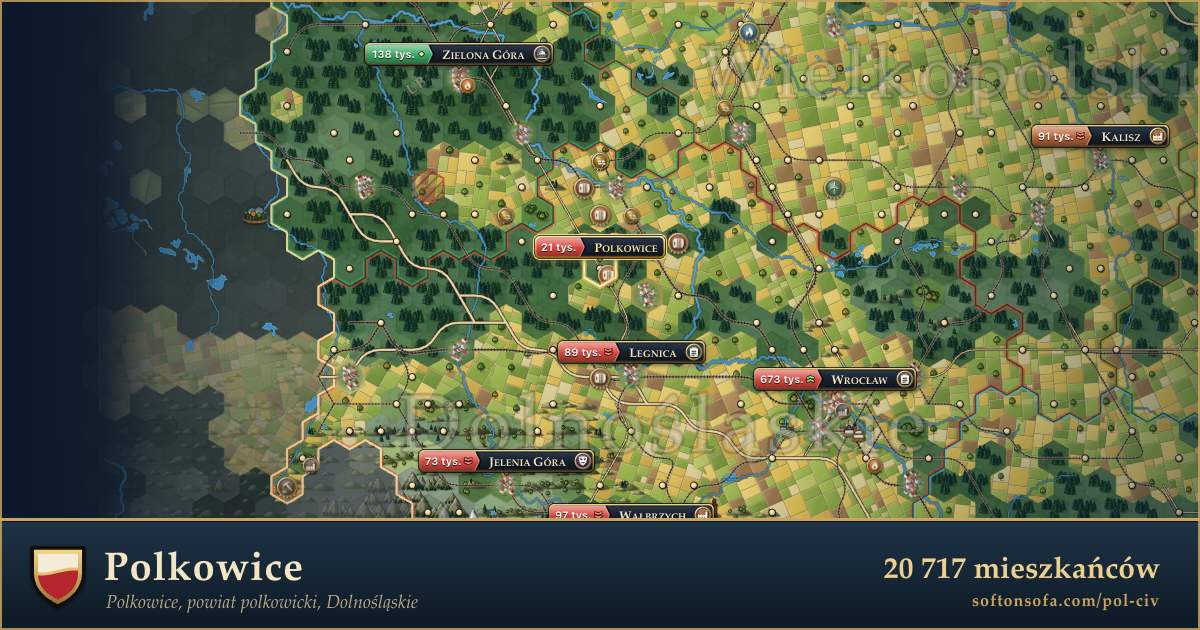 Wielkopolski
138 tys. ZIELONA GÓRA
91 tys. KALISZ
21 tys. POLKOWICE
89 tys. LEGNICA
673 tys. WROCŁAW
Dolnośląskie
73 tys. JELENIA GÓRA
97 tys. WAŁBRZYCH
Polkowice
Polkowice, powiat polkowicki, Dolnośląskie
20 717 mieszkańców
softonsofa.com/pol-civ